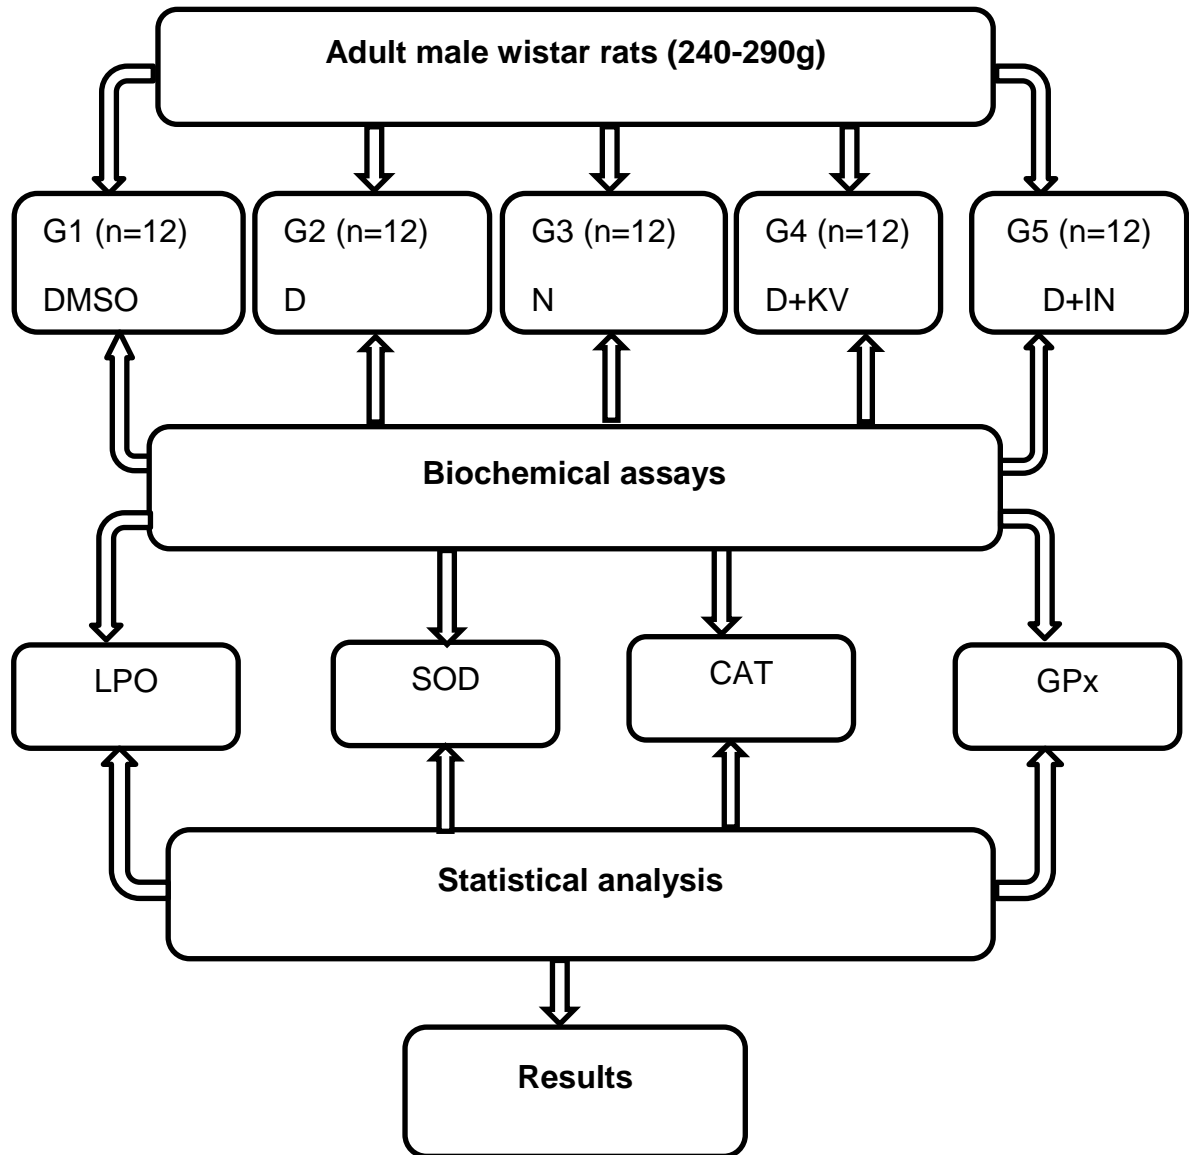 Adult male wistar rats (240-290g)
G1 (n=12)
DMSO
G2 (n=12)
D
G3 (n=12)
N
G4 (n=12)
D+KV
G5 (n=12)
D+IN
Biochemical assays
LPO
SOD
CAT
GPx
Statistical analysis
Results